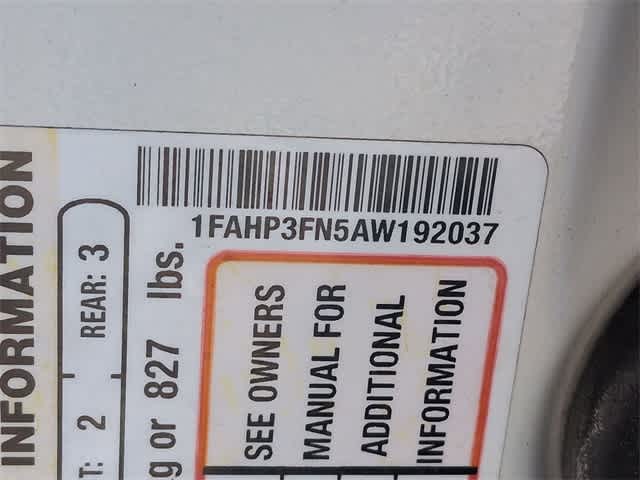 1FAHP3FN5AW192037
INFORMATION
T: 2 REAR: 3
g or 827 lbs.
SEE OWNERS
MANUAL FOR
ADDITIONAL
INFORMATION